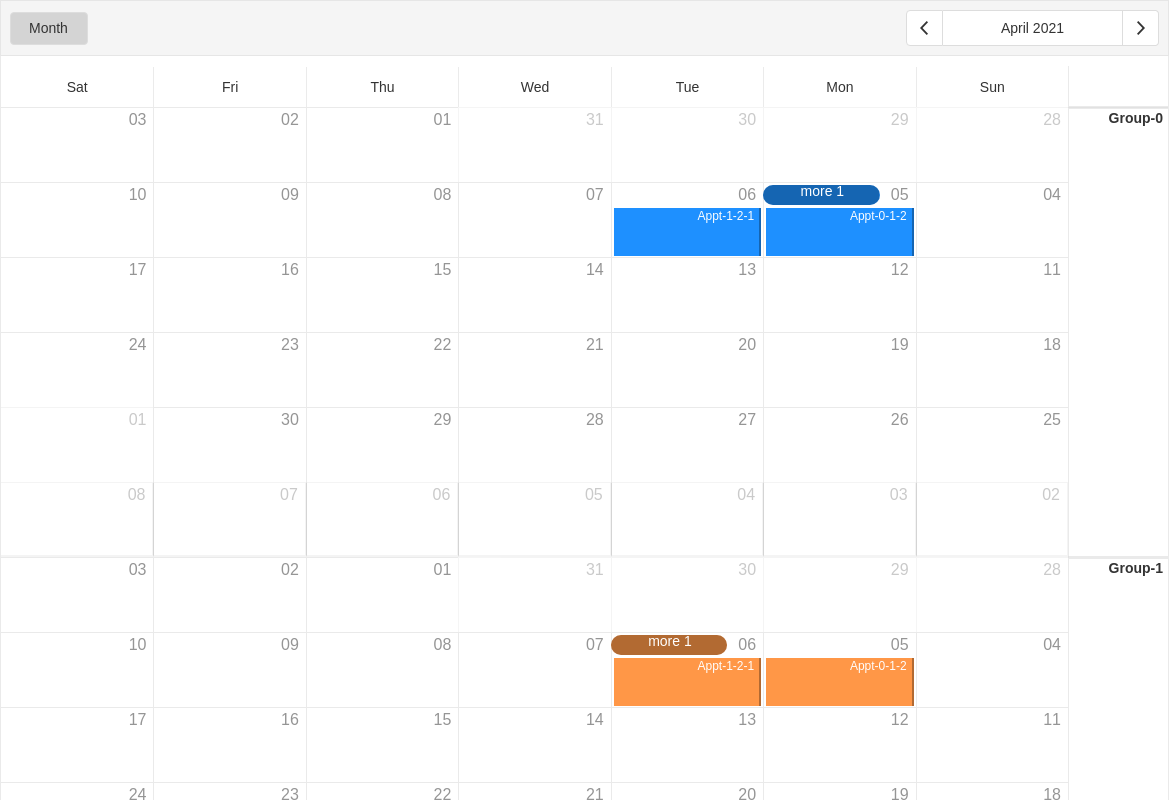 Month April 2021
Sat Fri Thu Wed Tue Mon Sun
03 02 01 31 30 29 28 Group-0
10 09 08 07 06 more 1 05 04
Appt-1-2-1 Appt-0-1-2
17 16 15 14 13 12 11
24 23 22 21 20 19 18
01 30 29 28 27 26 25
08 07 06 05 04 03 02
03 02 01 31 30 29 28 Group-1
10 09 08 07 more 1 06 05 04
Appt-1-2-1 Appt-0-1-2
17 16 15 14 13 12 11
24 23 22 21 20 19 18